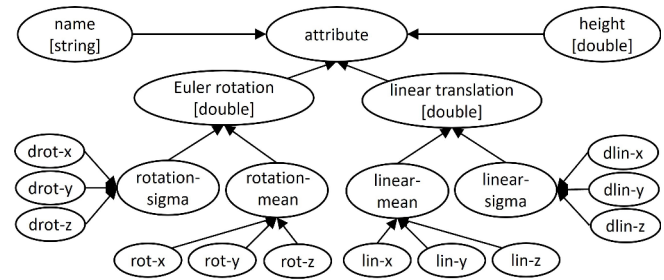 name
[string]
attribute
height
[double]
Euler rotation
[double]
linear translation
[double]
drot-x
drot-y
drot-z
rotation-
sigma
rotation-
mean
linear-
mean
linear-
sigma
dlin-x
dlin-y
dlin-z
rot-x
rot-y
rot-z
lin-x
lin-y
lin-z